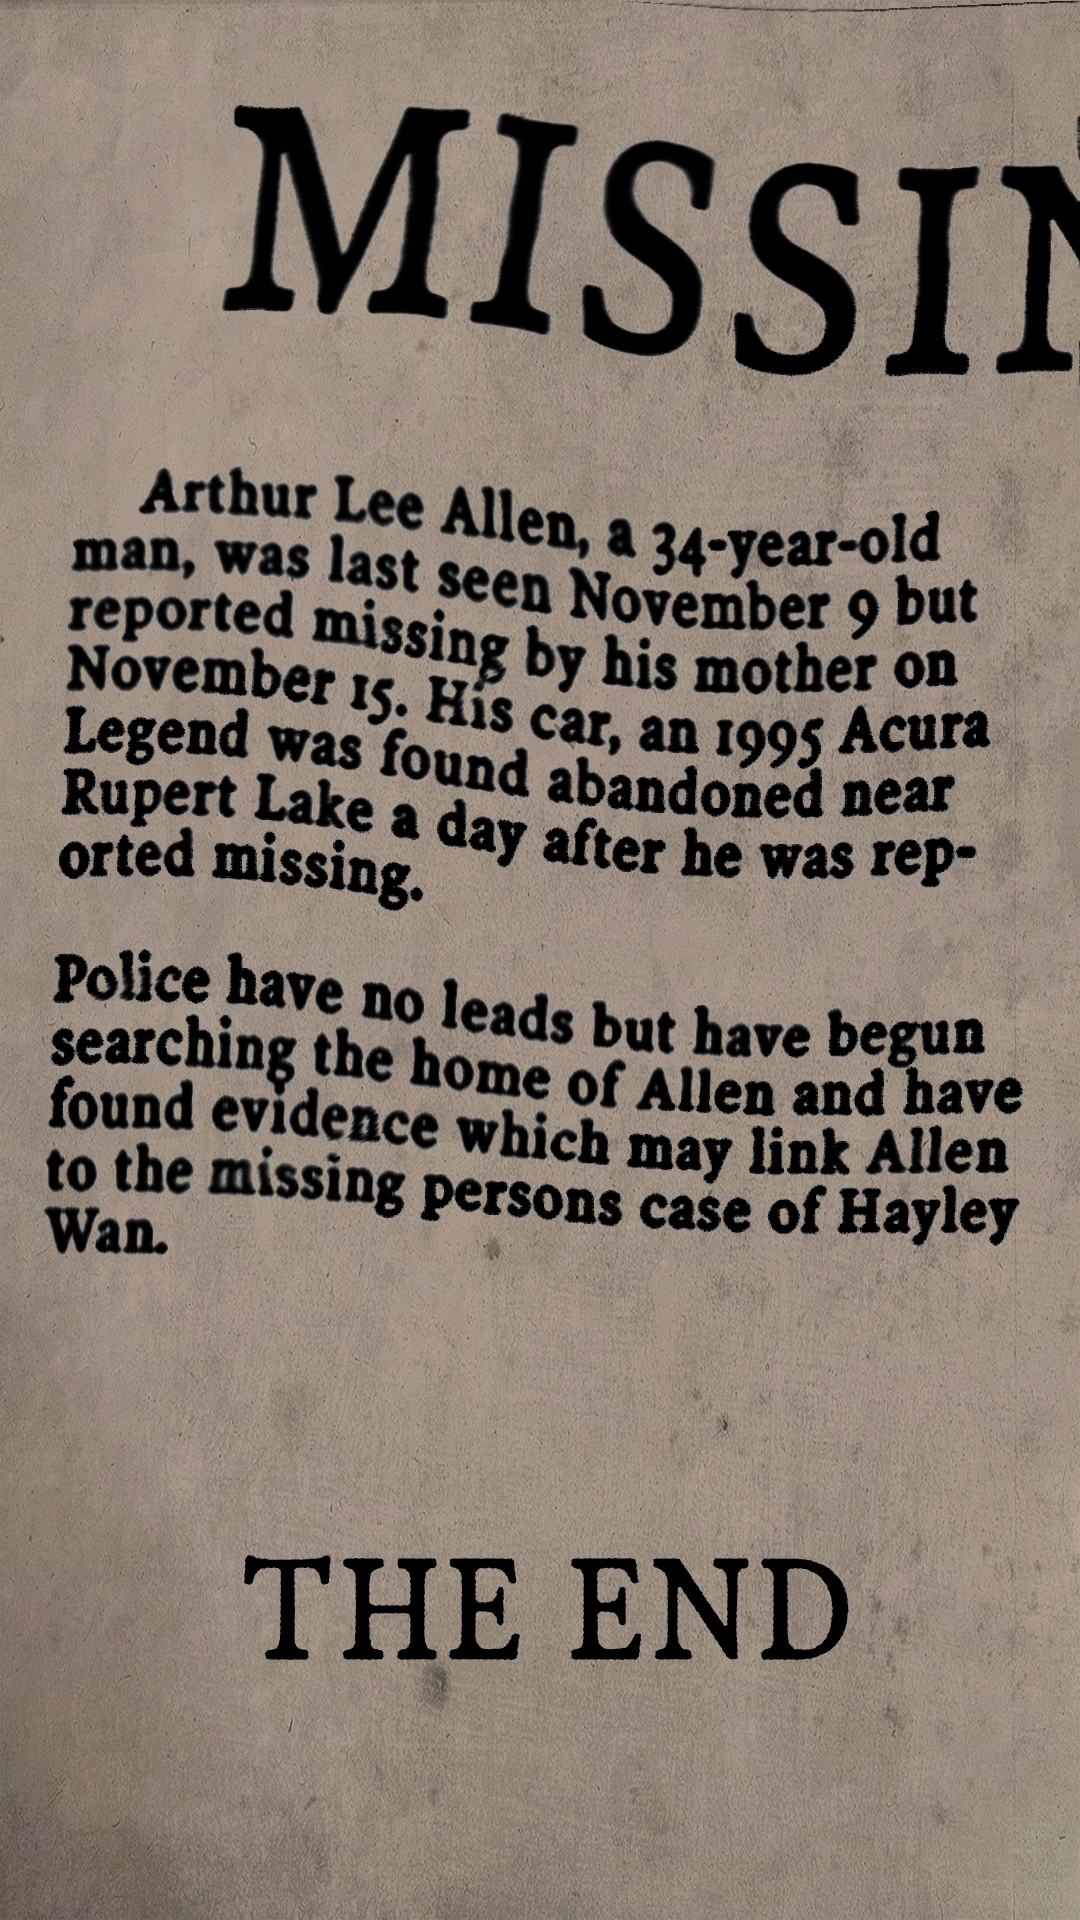 MISSIN
Arthur Lee Allen, a 34-year-old
man, was last seen November 9 but
reported missing by his mother on
November 15. His car, an 1995 Acura
Legend was found abandoned near
Rupert Lake a day after he was rep-
orted missing.
Police have no leads but have begun
searching the home of Allen and have
found evidence which may link Allen
to the missing persons case of Hayley
Wan.
THE END